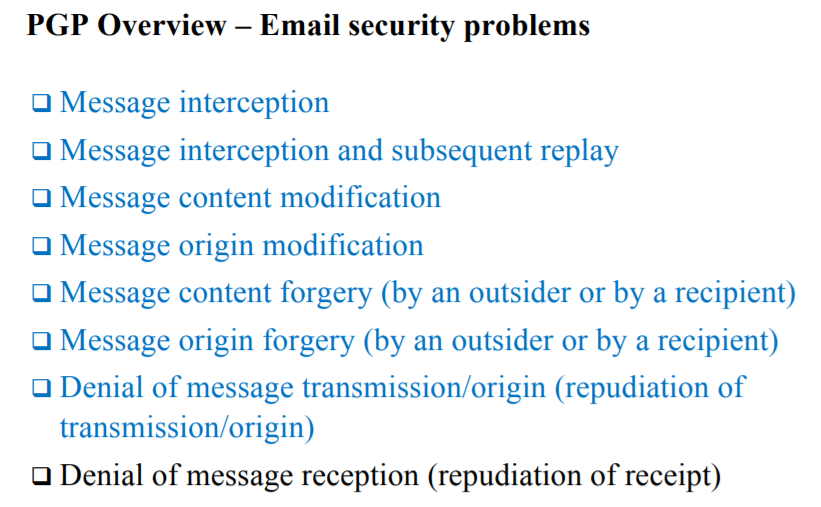 PGP Overview – Email security problems
❑ Message interception
❑ Message interception and subsequent replay
❑ Message content modification
❑ Message origin modification
❑ Message content forgery (by an outsider or by a recipient)
❑ Message origin forgery (by an outsider or by a recipient)
❑ Denial of message transmission/origin (repudiation of
transmission/origin)
❑ Denial of message reception (repudiation of receipt)